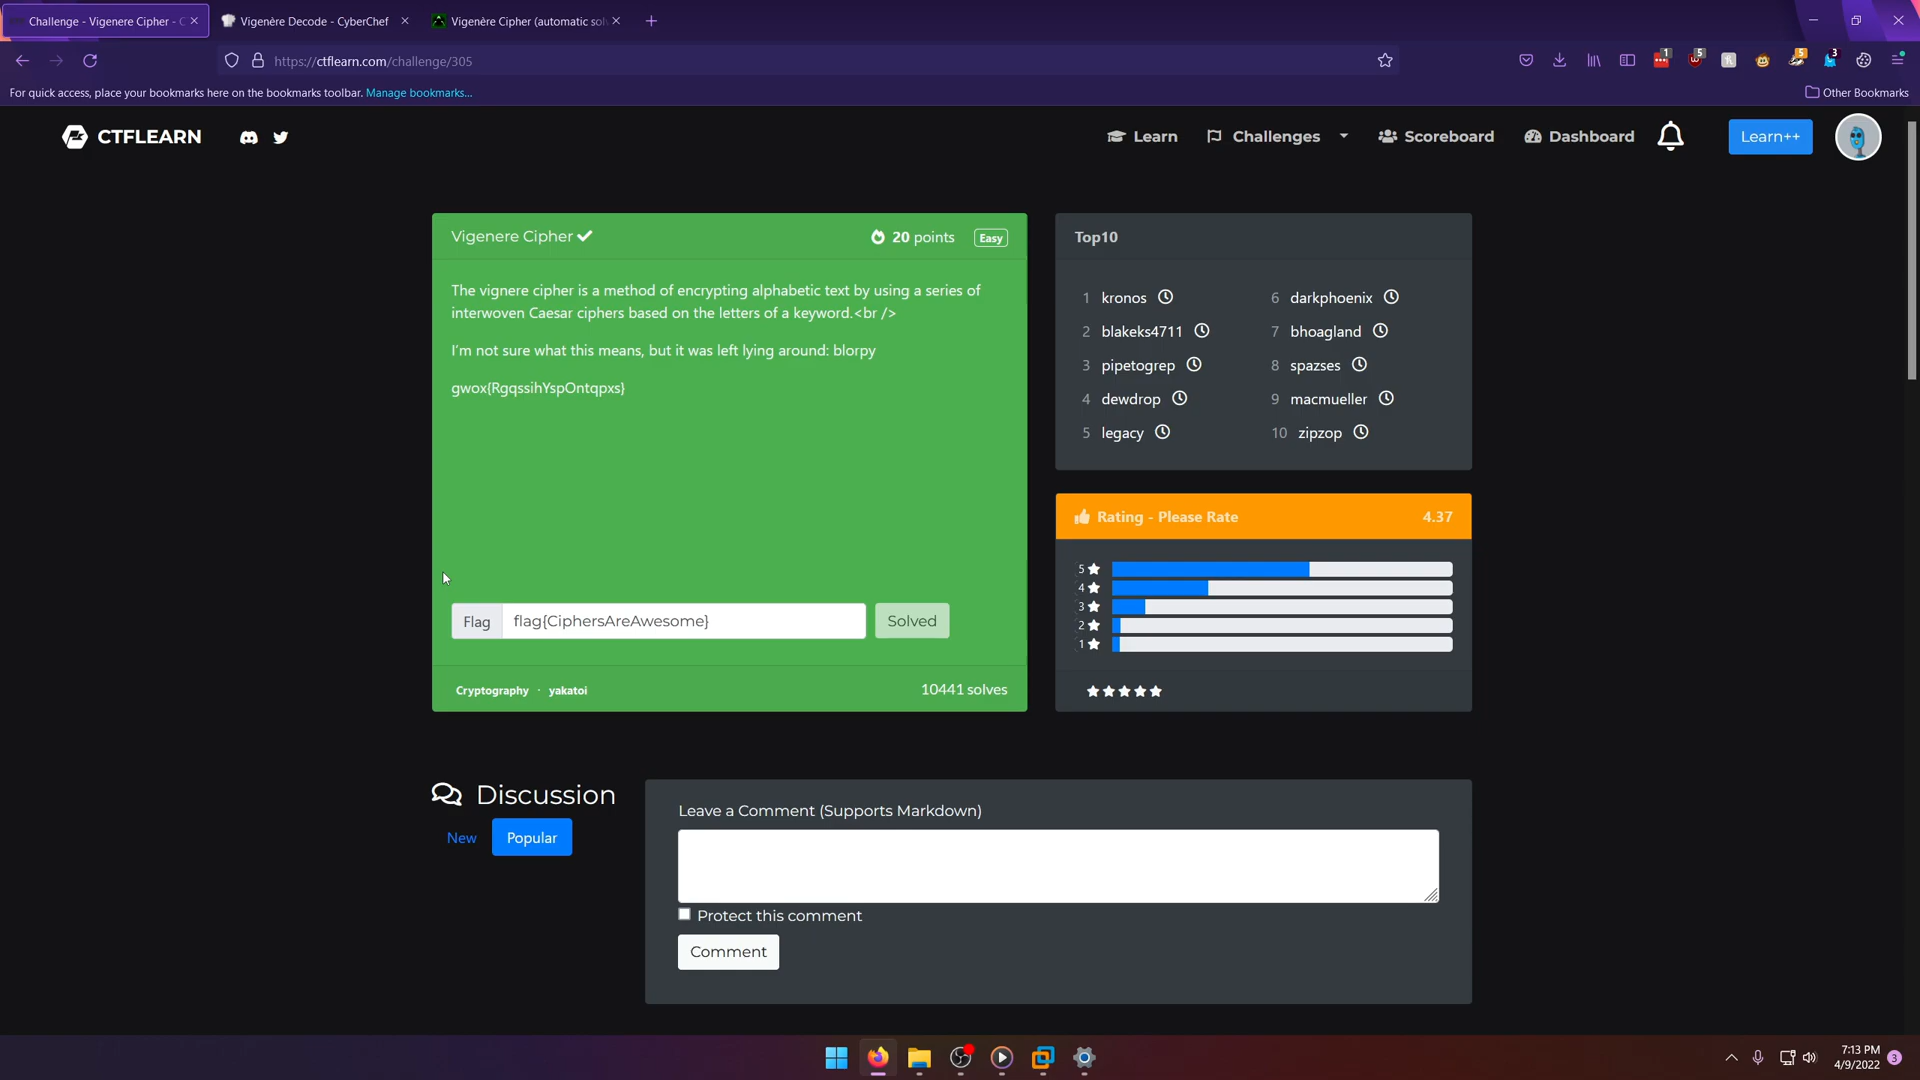 Challenge - Vigenere Cipher - C
Vigenère Decode - CyberChef
Vigenère Cipher (automatic sol
https://ctflearn.com/challenge/305
1
5
5
3
For quick access, place your bookmarks here on the bookmarks toolbar. Manage bookmarks...
Other Bookmarks
CTFLEARN
Learn
Challenges
Scoreboard
Dashboard
Learn++
Vigenere Cipher
20 points
Easy
The vignere cipher is a method of encrypting alphabetic text by using a series of
interwoven Caesar ciphers based on the letters of a keyword.<br />
I'm not sure what this means, but it was left lying around: blorpy
gwox{RgqssihYspOntqpxs}
Flag
flag{CiphersAreAwesome}
Solved
Cryptography · yakatoi
10441 solves
Top10
1 kronos
2 blakeks4711
3 pipetogrep
4 dewdrop
5 legacy
6 darkphoenix
7 bhoagland
8 spazses
9 macmueller
10 zipzop
Rating - Please Rate
4.37
5
4
3
2
1
Discussion
New
Popular
Leave a Comment (Supports Markdown)
Protect this comment
Comment
7:13 PM
4/9/2022
3